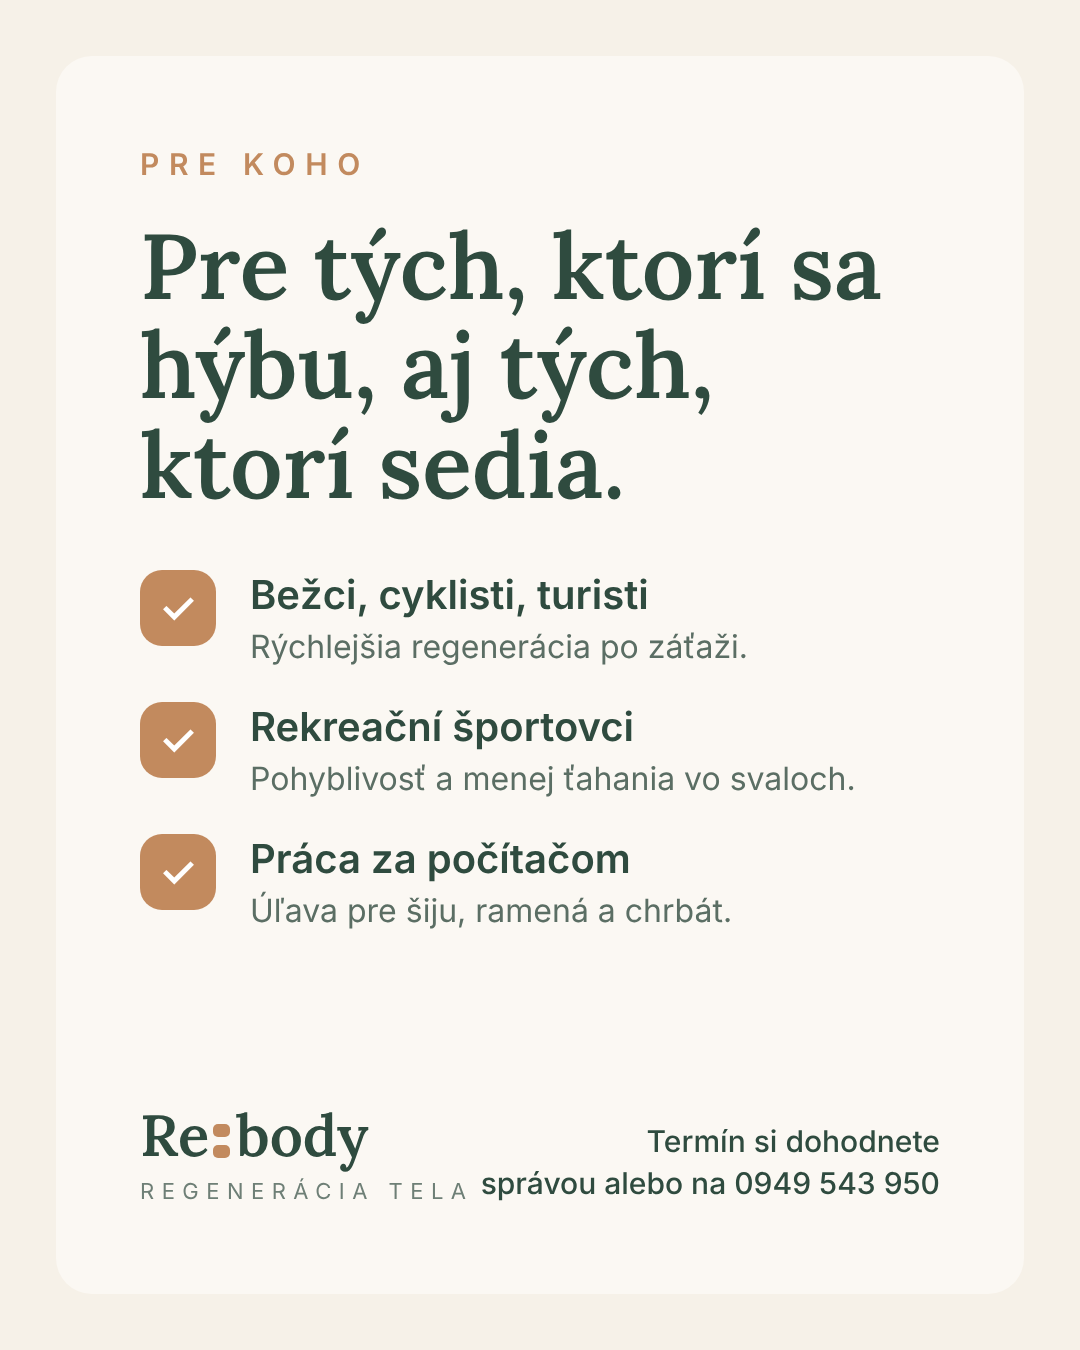 PRE KOHO
Pre tých, ktorí sa
hýbu, aj tých,
ktorí sedia.
Bežci, cyklisti, turisti
Rýchlejšia regenerácia po záťaži.
Rekreační športovci
Pohyblivosť a menej ťahania vo svaloch.
Práca za počítačom
Úľava pre šiju, ramená a chrbát.
Re:body
REGENERÁCIA TELA
Termín si dohodnete
správou alebo na 0949 543 950